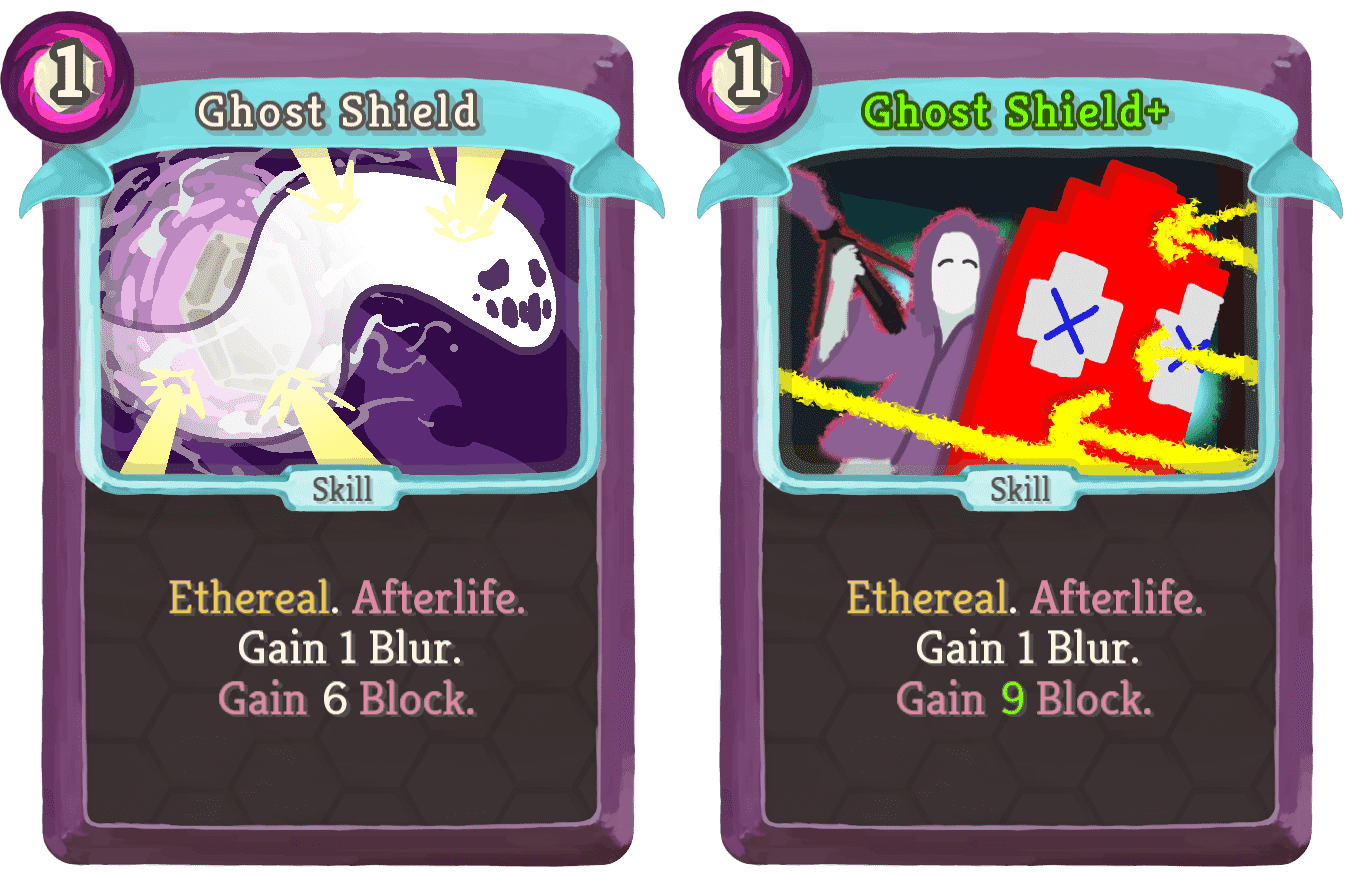 1
Ghost Shield
Skill
Ethereal. Afterlife.
Gain 1 Blur.
Gain 6 Block.
1
Ghost Shield+
Skill
Ethereal. Afterlife.
Gain 1 Blur.
Gain 9 Block.